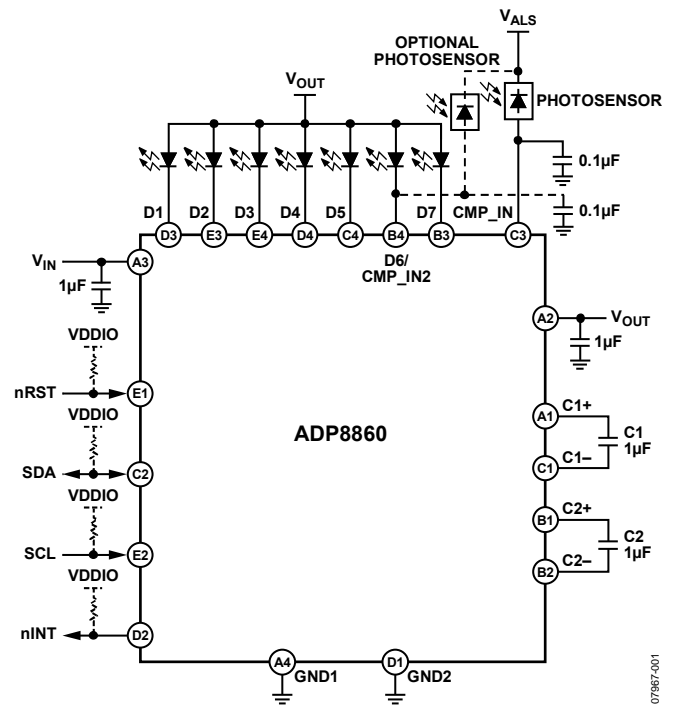 VALS
OPTIONAL
PHOTOSENSOR
VOUT
PHOTOSENSOR
0.1µF
0.1µF
D1
D2
D3
D4
D5
D7
CMP_IN
D3
E3
E4
D4
C4
B4
B3
C3
D6/
CMP_IN2
VIN
A3
1µF
A2
VOUT
1µF
VDDIO
nRST
E1
ADP8860
A1
C1+
C1
1µF
C1
C1–
VDDIO
SDA
C2
B1
C2+
C2
1µF
B2
C2–
VDDIO
SCL
E2
VDDIO
nINT
D2
A4
GND1
D1
GND2
07967-001